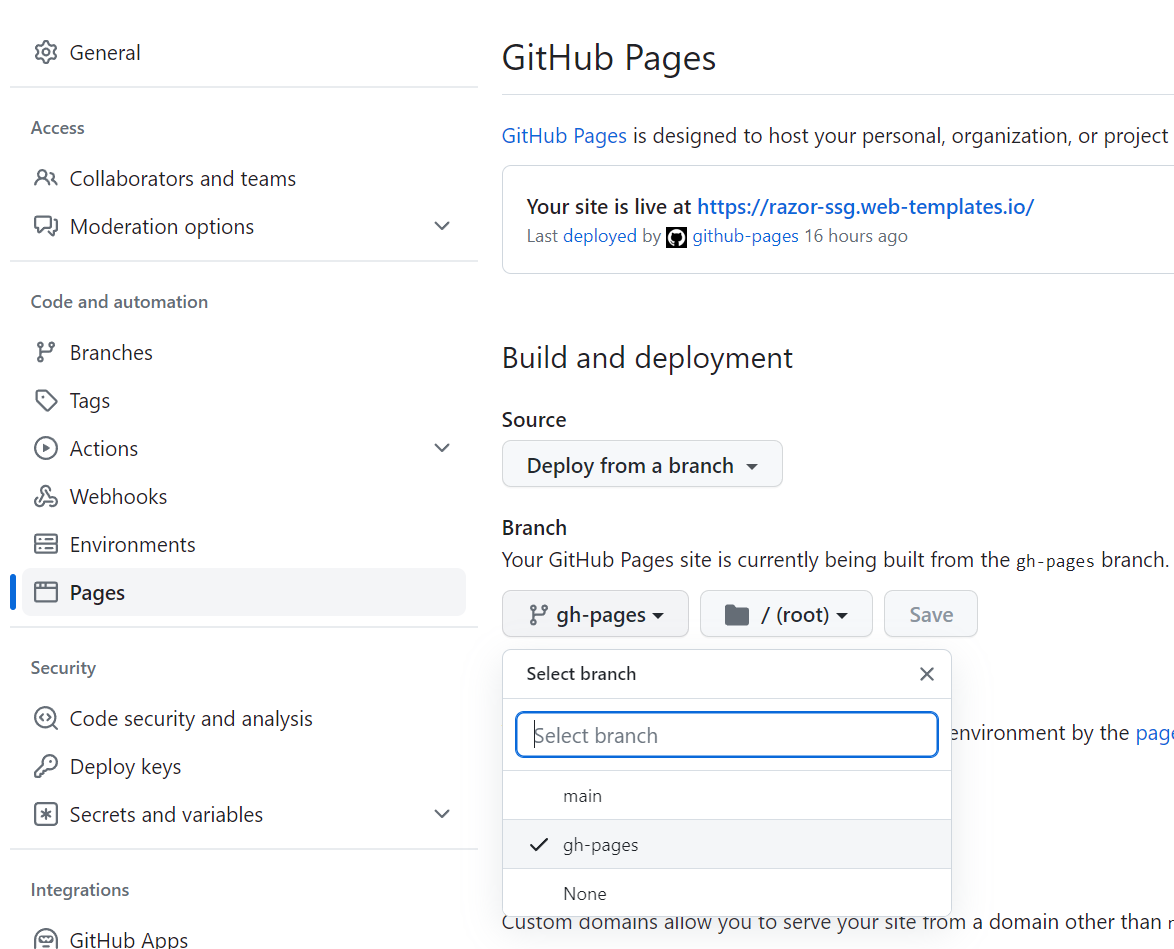 General
Access
Collaborators and teams
Moderation options
Code and automation
Branches
Tags
Actions
Webhooks
Environments
Pages
Security
Code security and analysis
Deploy keys
Secrets and variables
Integrations
GitHub Apps
GitHub Pages
GitHub Pages is designed to host your personal, organization, or project
Your site is live at https://razor-ssg.web-templates.io/
Last deployed by github-pages 16 hours ago
Build and deployment
Source
Deploy from a branch
Branch
Your GitHub Pages site is currently being built from the gh-pages branch.
gh-pages / (root) Save
Select branch
Select branch
environment by the
main
gh-pages
None
Custom domains allow you to serve your site from a domain other than